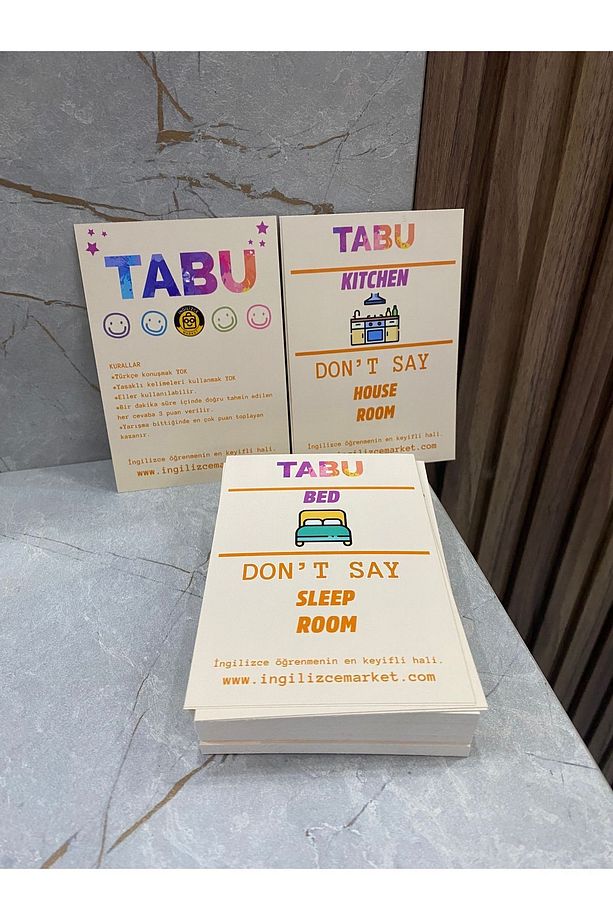 TABU
KURALLAR
*Türkçe konuşmak YOK
*Yasaklı kelimeleri kullanmak YOK
*Eller kullanılabilir.
*Bir dakika süre içinde doğru tahmin edilen
her cevaba 3 puan verilir.
*Yarışma bittiğinde en çok puan toplayan
kazanır.
İngilizce öğrenmenin en keyifli hali.
www.ingilizcemarket.com
TABU
KITCHEN
DON'T SAY
HOUSE
ROOM
İngilizce öğrenmenin en keyifli hali.
TABU
BED
DON'T SAY
SLEEP
ROOM
İngilizce öğrenmenin en keyifli hali.
www.ingilizcemarket.com